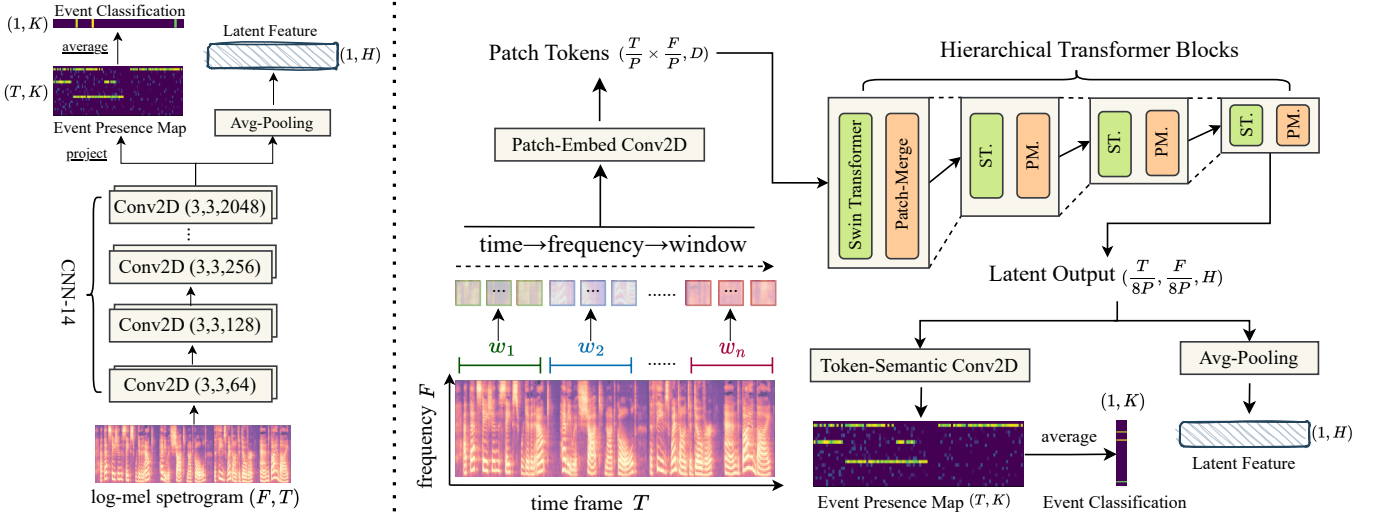 Event Classification
(1, K)
average
Latent Feature
(1, H)
(T, K)
Event Presence Map
Avg-Pooling
project
Conv2D (3,3,2048)
⋮
Conv2D (3,3,256)
Conv2D (3,3,128)
Conv2D (3,3,64)
CNN-14
log-mel spetrogram (F, T)
Patch Tokens (T/P × F/P, D)
Patch-Embed Conv2D
time→frequency→window
... ... ...... ...
w1 w2 ...... wn
frequency F
time frame T
Hierarchical Transformer Blocks
Swin Transformer
Patch-Merge
ST.
PM.
ST.
PM.
ST.
PM.
Latent Output (T/8P, F/8P, H)
Token-Semantic Conv2D
Avg-Pooling
(1, K)
average
(1, H)
Latent Feature
Event Presence Map (T, K)
Event Classification